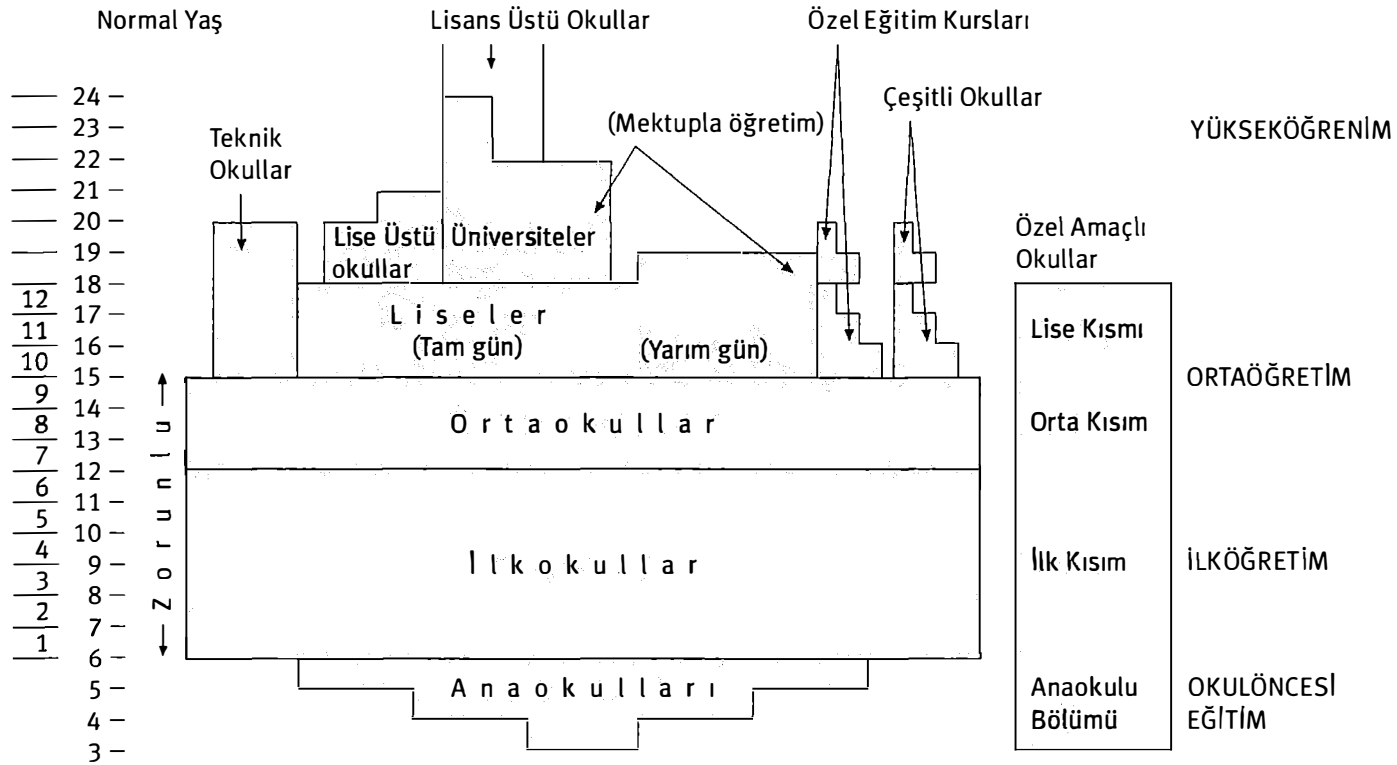 Normal Yaş
Lisans Üstü Okullar
Özel Eğitim Kursları
24
Çeşitli Okullar
23
Teknik
Okullar
(Mektupla öğretim)
YÜKSEKÖĞRENİM
22
21
20
Lise Üstü
okullar
Üniversiteler
Özel Amaçlı
Okullar
19
18
12
17
Liseler
Lise Kısmı
11
16
(Tam gün)
(Yarım gün)
10
15
ORTAÖĞRETİM
9
14
Ortaokullar
Orta Kısım
8
13
7
12
Zorunlu
6
11
5
10
4
9
İlkokullar
İlk Kısım
İLKÖĞRETİM
3
8
2
7
1
6
5
Anaokulları
Anaokulu
Bölümü
OKULÖNCESİ
EĞİTİM
4
3